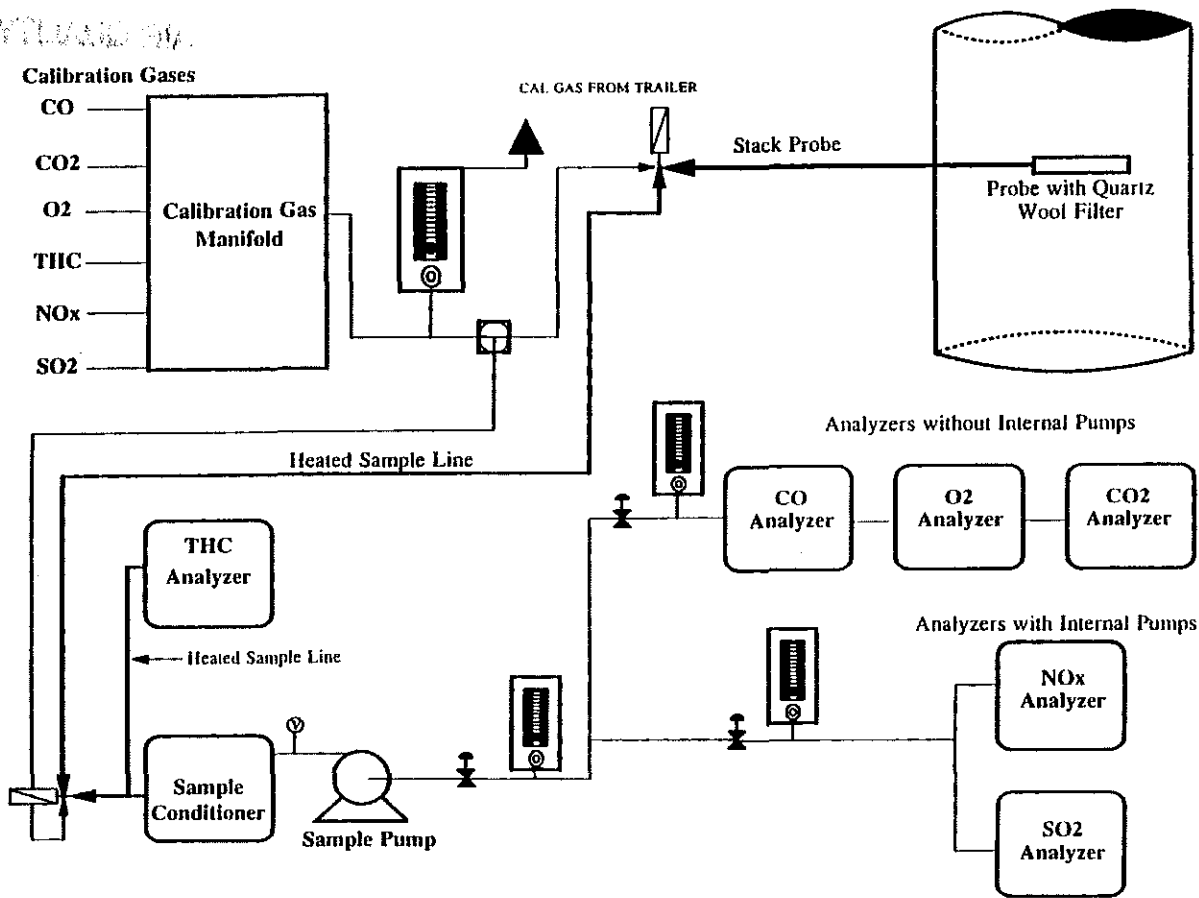 Calibration Gases
CO
CO2
O2
THC
NOx
SO2
Calibration Gas
Manifold
CAL GAS FROM TRAILER
Stack Probe
Probe with Quartz
Wool Filter
Heated Sample Line
Analyzers without Internal Pumps
CO
Analyzer
O2
Analyzer
CO2
Analyzer
THC
Analyzer
Heated Sample Line
Analyzers with Internal Pumps
NOx
Analyzer
V
Sample
Conditioner
Sample Pump
SO2
Analyzer